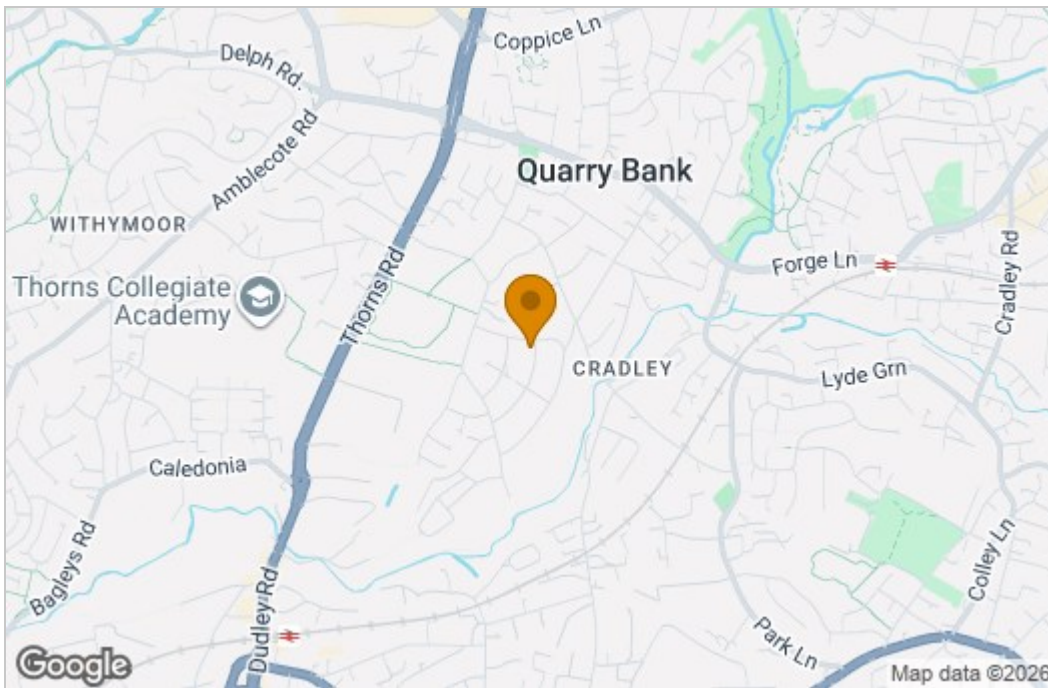 Coppice Ln
Delph Rd.
Amblecote Rd
Quarry Bank
WITHYMOOR
Forge Ln
Cradley Rd
Thorns Collegiate
Academy
Thorns Rd
CRADLEY
Lyde Grn
Caledonia
Bagleys Rd
Colley Ln
Dudley Rd
Park Ln
Google
Map data ©2026